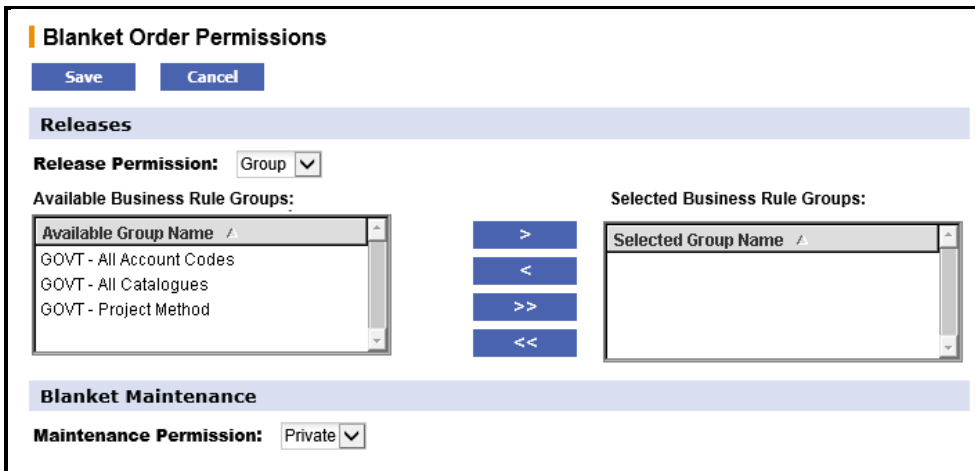 Blanket Order Permissions
Save Cancel
Releases
Release Permission: Group
Available Business Rule Groups: Selected Business Rule Groups:
Available Group Name > Selected Group Name
GOVT - All Account Codes <
GOVT - All Catalogues >>
GOVT - Project Method <<
Blanket Maintenance
Maintenance Permission: Private